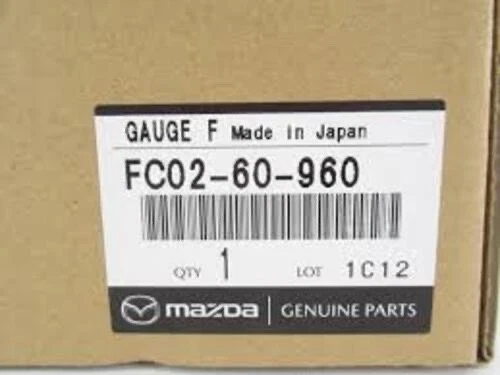 GAUGE F Made in Japan
FC02-60-960
QTY 1 LOT 1C12
mazda GENUINE PARTS